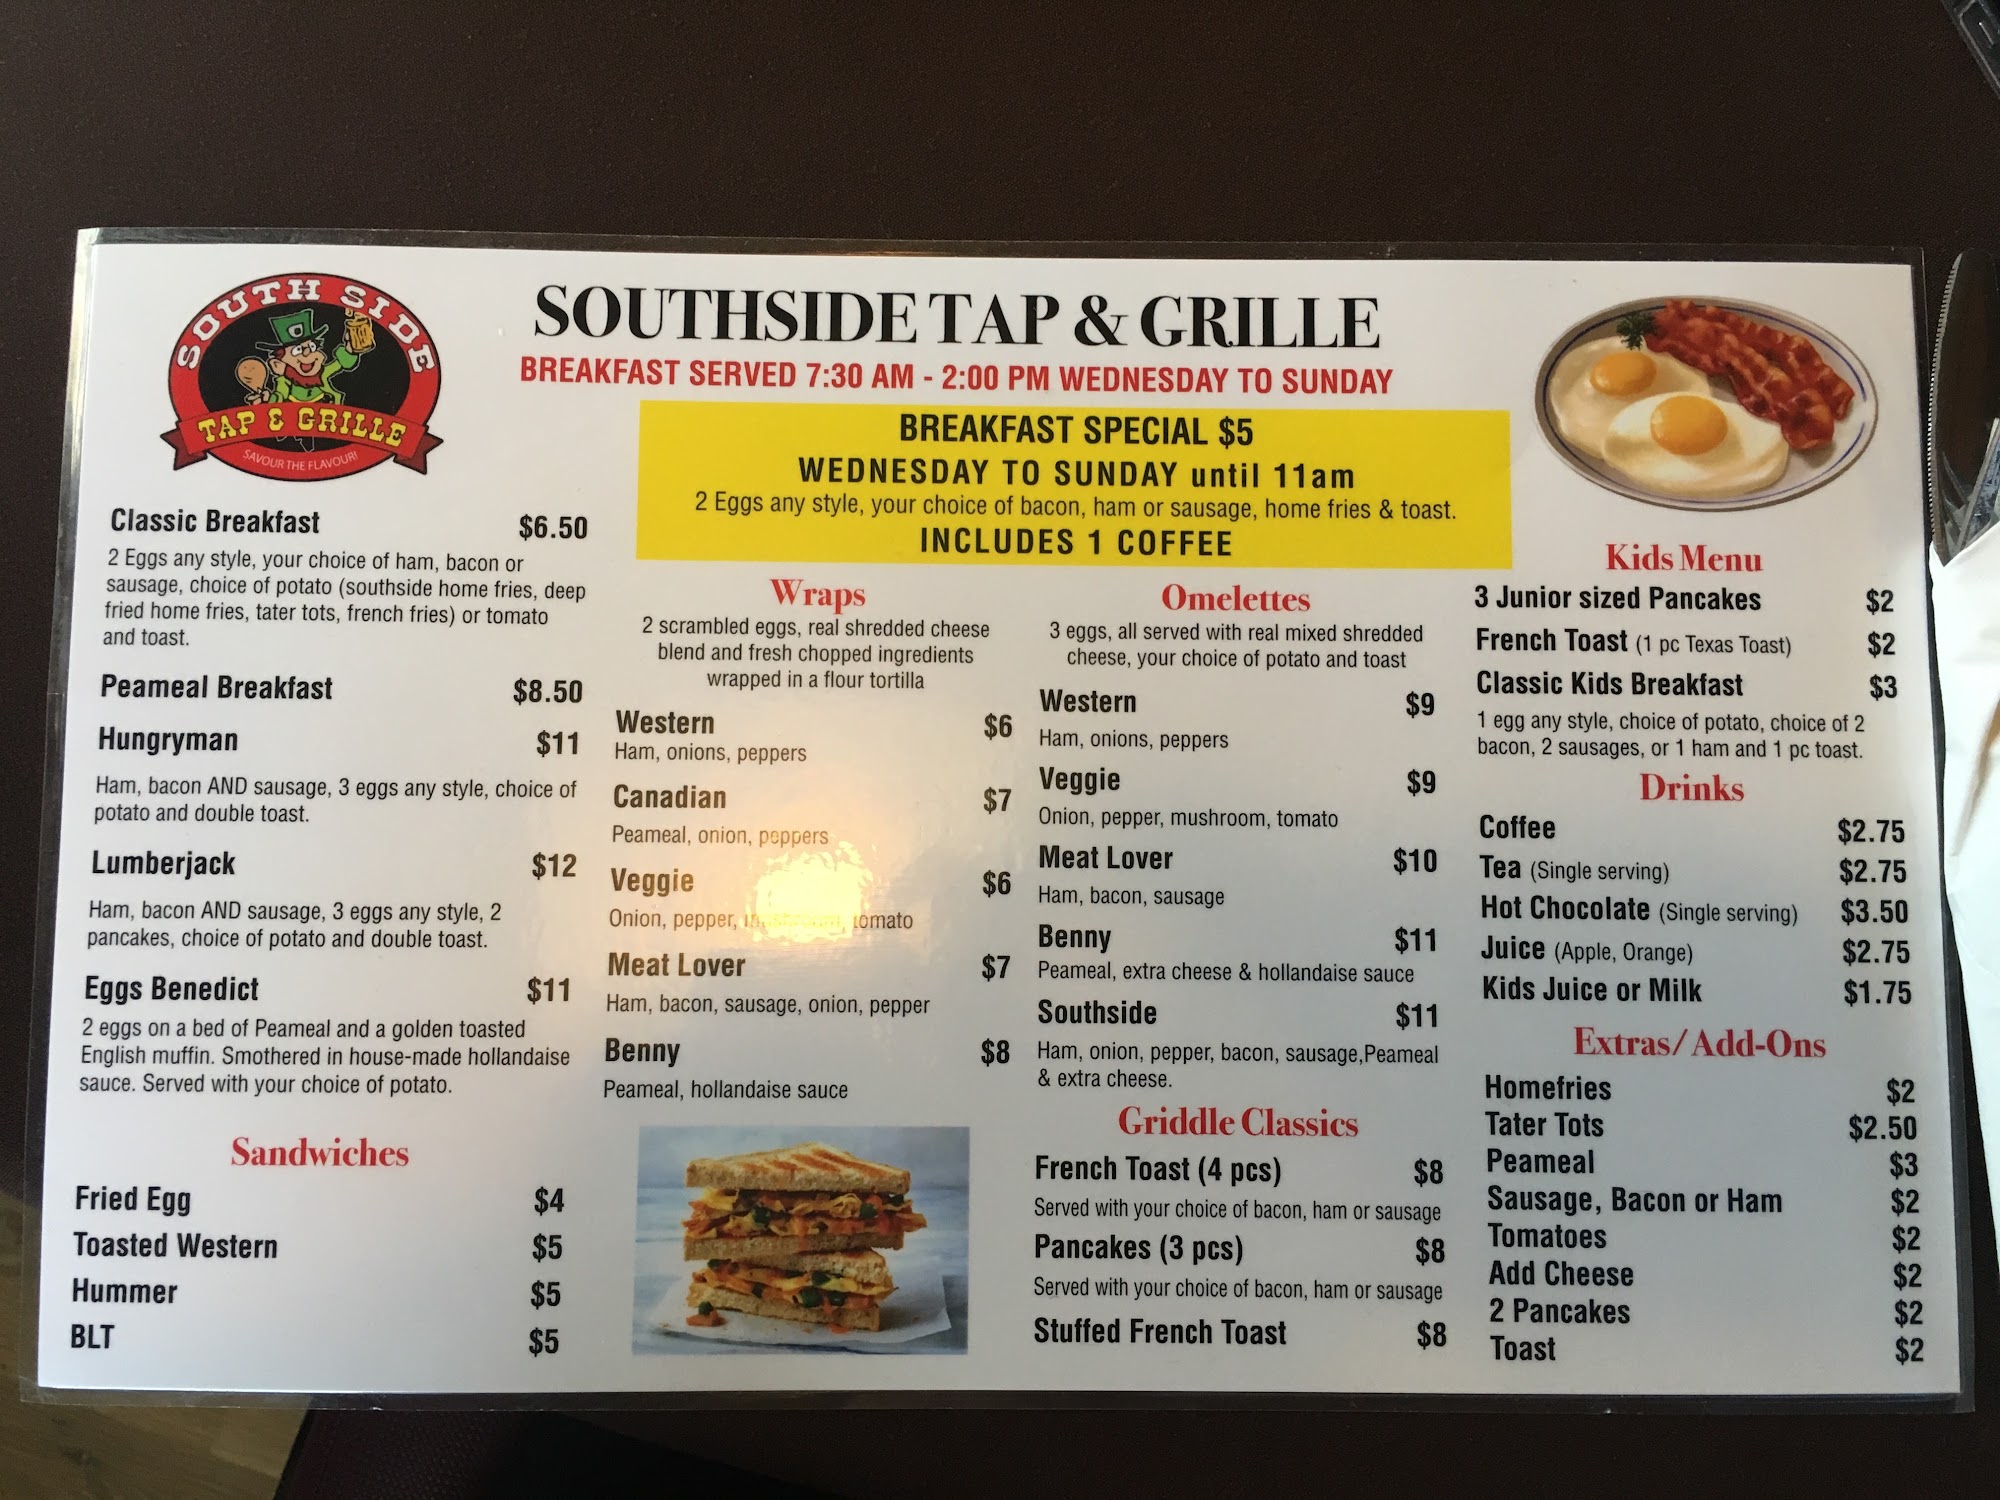 SOUTH SIDE
TAP & GRILLE
SAVOUR THE FLAVOUR!
SOUTHSIDE TAP & GRILLE
BREAKFAST SERVED 7:30 AM - 2:00 PM WEDNESDAY TO SUNDAY
BREAKFAST SPECIAL $5
WEDNESDAY TO SUNDAY until 11am
2 Eggs any style, your choice of bacon, ham or sausage, home fries & toast.
INCLUDES 1 COFFEE
Classic Breakfast $6.50
2 Eggs any style, your choice of ham, bacon or
sausage, choice of potato (southside home fries, deep
fried home fries, tater tots, french fries) or tomato
and toast.
Peameal Breakfast $8.50
Hungryman $11
Ham, bacon AND sausage, 3 eggs any style, choice of
potato and double toast.
Lumberjack $12
Ham, bacon AND sausage, 3 eggs any style, 2
pancakes, choice of potato and double toast.
Eggs Benedict $11
2 eggs on a bed of Peameal and a golden toasted
English muffin. Smothered in house-made hollandaise
sauce. Served with your choice of potato.
Sandwiches
Fried Egg $4
Toasted Western $5
Hummer $5
BLT $5
Wraps
2 scrambled eggs, real shredded cheese
blend and fresh chopped ingredients
wrapped in a flour tortilla
Western $6
Ham, onions, peppers
Canadian $7
Peameal, onion, peppers
Veggie $6
Onion, pepper, tomato
Meat Lover $7
Ham, bacon, sausage, onion, pepper
Benny $8
Peameal, hollandaise sauce
Omelettes
3 eggs, all served with real mixed shredded
cheese, your choice of potato and toast
Western $9
Ham, onions, peppers
Veggie $9
Onion, pepper, mushroom, tomato
Meat Lover $10
Ham, bacon, sausage
Benny $11
Peameal, extra cheese & hollandaise sauce
Southside $11
Ham, onion, pepper, bacon, sausage,Peameal
& extra cheese.
Griddle Classics
French Toast (4 pcs) $8
Served with your choice of bacon, ham or sausage
Pancakes (3 pcs) $8
Served with your choice of bacon, ham or sausage
Stuffed French Toast $8
Kids Menu
3 Junior sized Pancakes $2
French Toast (1 pc Texas Toast) $2
Classic Kids Breakfast $3
1 egg any style, choice of potato, choice of 2
bacon, 2 sausages, or 1 ham and 1 pc toast.
Drinks
Coffee $2.75
Tea (Single serving) $2.75
Hot Chocolate (Single serving) $3.50
Juice (Apple, Orange) $2.75
Kids Juice or Milk $1.75
Extras/Add-Ons
Homefries $2
Tater Tots $2.50
Peameal $3
Sausage, Bacon or Ham $2
Tomatoes $2
Add Cheese $2
2 Pancakes $2
Toast $2